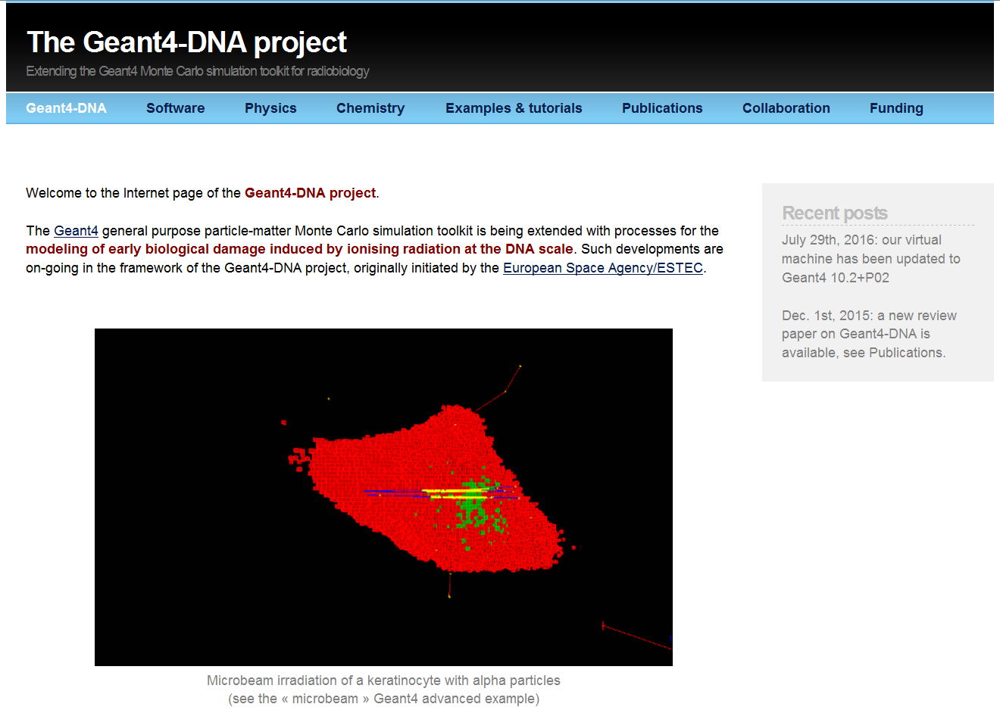 The Geant4-DNA project
Extending the Geant4 Monte Carlo simulation toolkit for radiobiology
Geant4-DNA Software Physics Chemistry Examples & tutorials Publications Collaboration Funding
Welcome to the Internet page of the Geant4-DNA project.
The Geant4 general purpose particle-matter Monte Carlo simulation toolkit is being extended with processes for the
modeling of early biological damage induced by ionising radiation at the DNA scale. Such developments are
on-going in the framework of the Geant4-DNA project, originally initiated by the European Space Agency/ESTEC.
Recent posts
July 29th, 2016: our virtual
machine has been updated to
Geant4 10.2+P02
Dec. 1st, 2015: a new review
paper on Geant4-DNA is
available, see Publications.
Microbeam irradiation of a keratinocyte with alpha particles
(see the « microbeam » Geant4 advanced example)